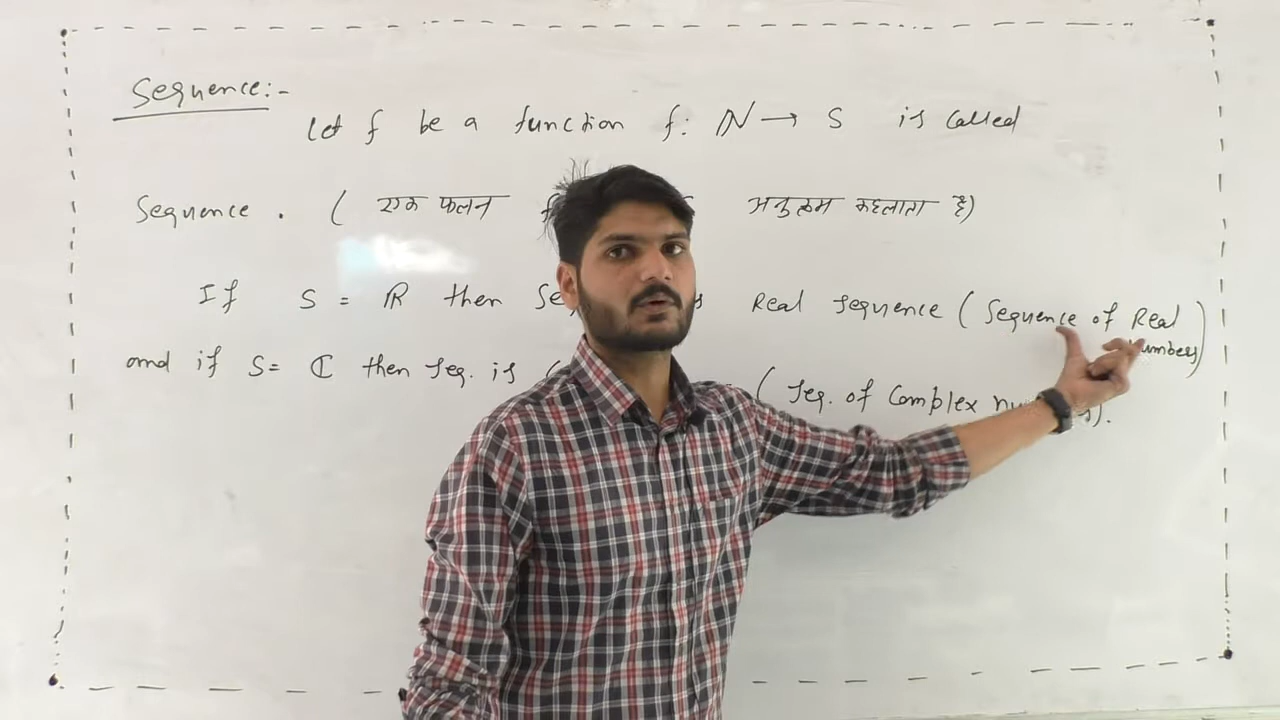 Sequence:-
Let f be a function f: ℕ → S is called
Sequence. ( एक फलन अनुक्रम कहलाता है)
If S = ℝ then Real sequence (Sequence of Real
numbers)
and if S = ℂ then seq. is ( seq. of Complex ).